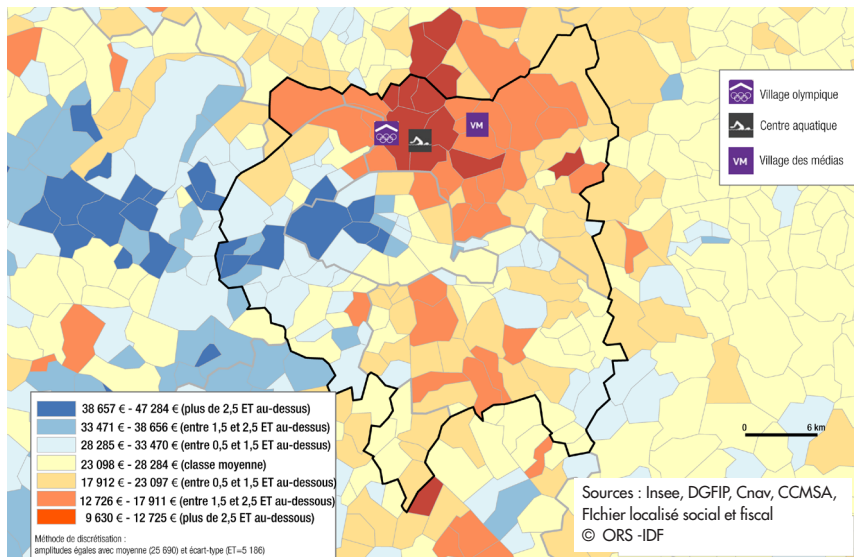 Village olympique
Centre aquatique
VM Village des médias
VM
0 6 km
38 657 € - 47 284 € (plus de 2,5 ET au-dessus)
33 471 € - 38 656 € (entre 1,5 et 2,5 ET au-dessus)
28 285 € - 33 470 € (entre 0,5 et 1,5 ET au-dessus)
23 098 € - 28 284 € (classe moyenne)
17 912 € - 23 097 € (entre 0,5 et 1,5 ET au-dessous)
12 726 € - 17 911 € (entre 1,5 et 2,5 ET au-dessous)
9 630 € - 12 725 € (plus de 2,5 ET au-dessous)
Méthode de discrétisation :
amplitudes égales avec moyenne (25 690) et écart-type (ET=5 186)
Sources : Insee, DGFIP, Cnav, CCMSA,
FIchier localisé social et fiscal
© ORS -IDF